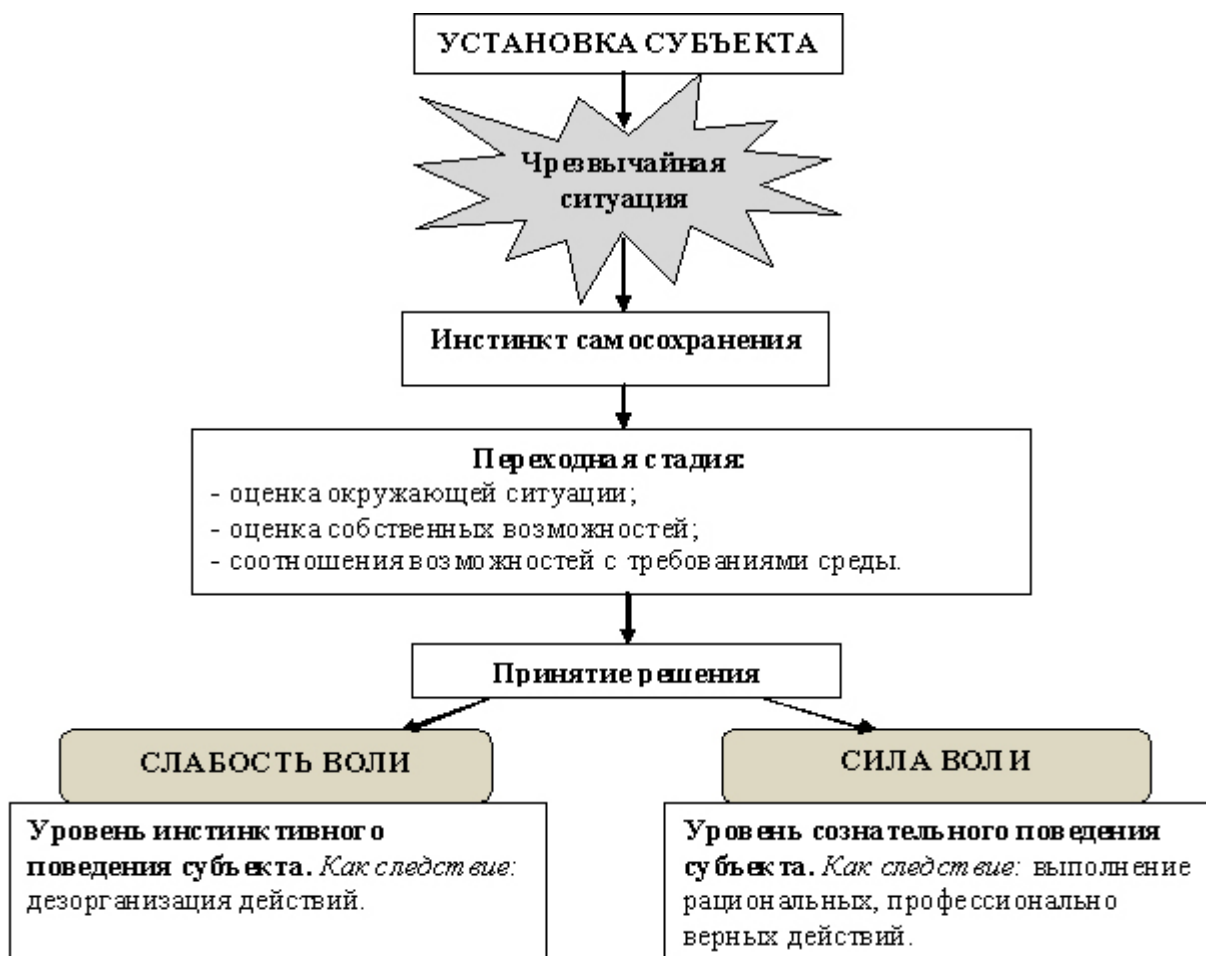 УСТАНОВКА СУБЪЕКТА
Чрезвычайная
ситуация
Инстинкт самосохранения
Переходная стадия:
- оценка окружающей ситуации;
- оценка собственных возможностей;
- соотношения возможностей с требованиями среды.
Принятие решения
СЛАБОСТЬ ВОЛИ
СИЛА ВОЛИ
Уровень инстинктивного
поведения субъекта. Как следствие:
дезорганизация действий.
Уровень сознательного поведения
субъекта. Как следствие: выполнение
рациональных, профессионально
верных действий.